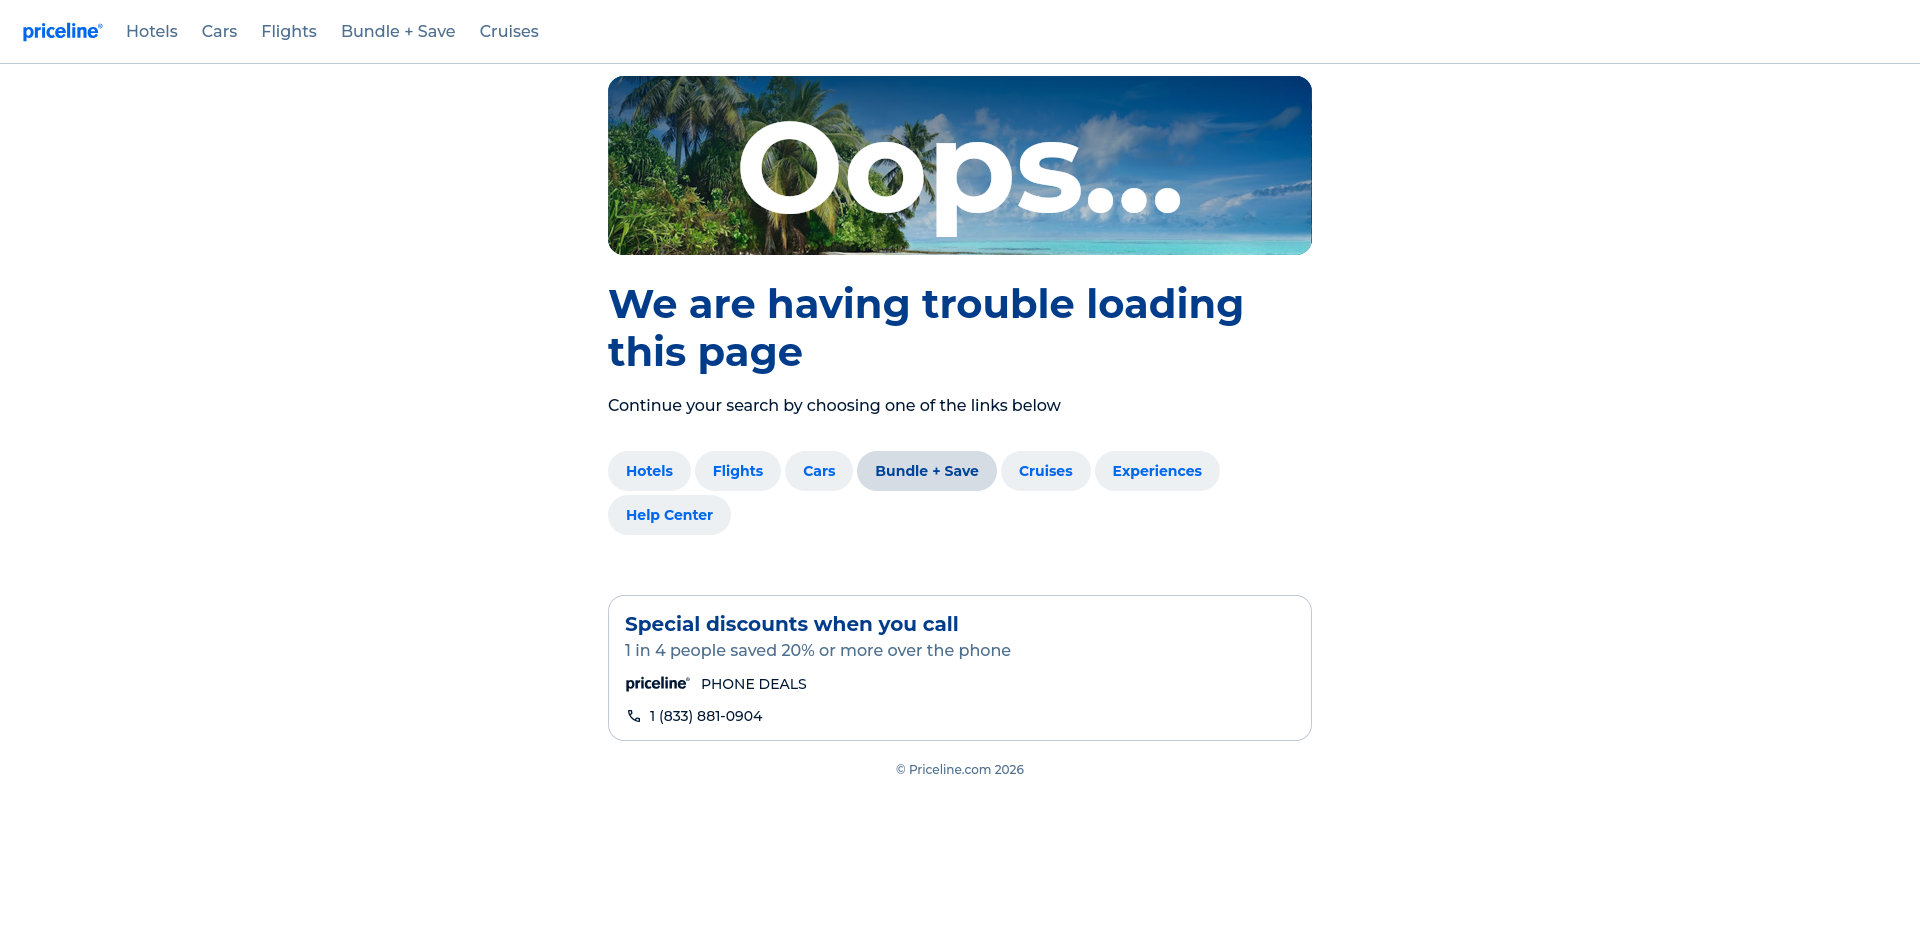 priceline® Hotels Cars Flights Bundle + Save Cruises
Oops...
We are having trouble loading
this page
Continue your search by choosing one of the links below
Hotels Flights Cars Bundle + Save Cruises Experiences
Help Center
Special discounts when you call
1 in 4 people saved 20% or more over the phone
priceline® PHONE DEALS
1 (833) 881-0904
© Priceline.com 2026